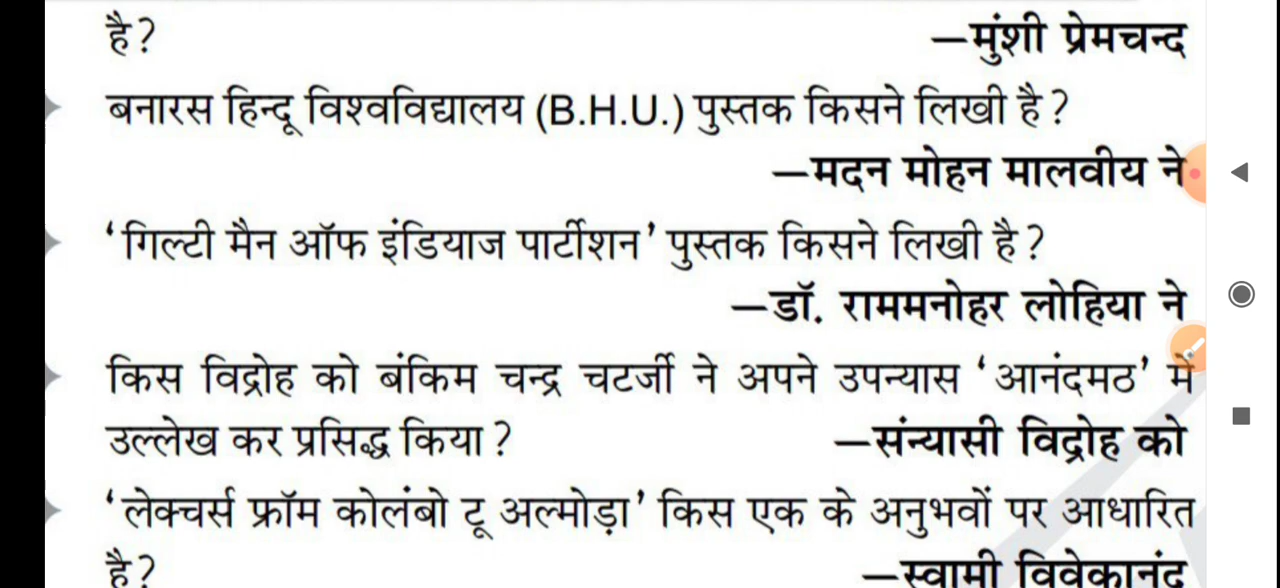 है?
—मुंशी प्रेमचन्द
बनारस हिन्दू विश्वविद्यालय (B.H.U.) पुस्तक किसने लिखी है?
—मदन मोहन मालवीय ने
‘गिल्टी मैन ऑफ इंडियाज पार्टीशन’ पुस्तक किसने लिखी है?
—डॉ. राममनोहर लोहिया ने
किस विद्रोह को बंकिम चन्द्र चटर्जी ने अपने उपन्यास ‘आनंदमठ’ में
उल्लेख कर प्रसिद्ध किया? —संन्यासी विद्रोह को
‘लेक्चर्स फ्रॉम कोलंबो टू अल्मोड़ा’ किस एक के अनुभवों पर आधारित
है? —स्वामी विवेकानंद